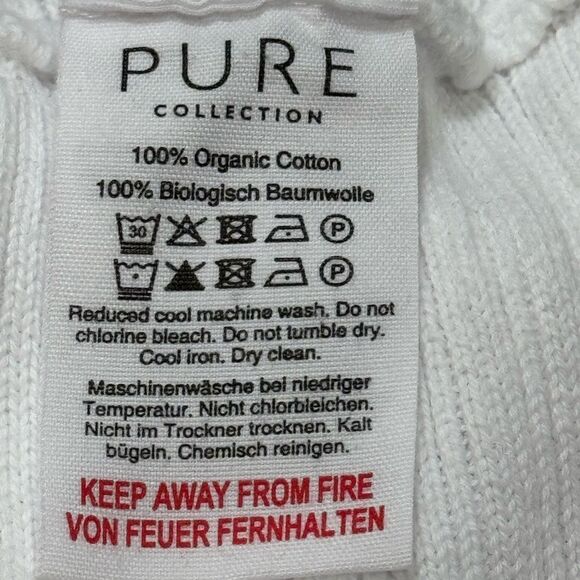 PURE
COLLECTION
100% Organic Cotton
100% Biologisch Baumwolle
30 P
P
Reduced cool machine wash. Do not
chlorine bleach. Do not tumble dry.
Cool iron. Dry clean.
Maschinenwäsche bei niedriger
Temperatur. Nicht chlorbleichen.
Nicht im Trockner trocknen. Kalt
bügeln. Chemisch reinigen.
KEEP AWAY FROM FIRE
VON FEUER FERNHALTEN